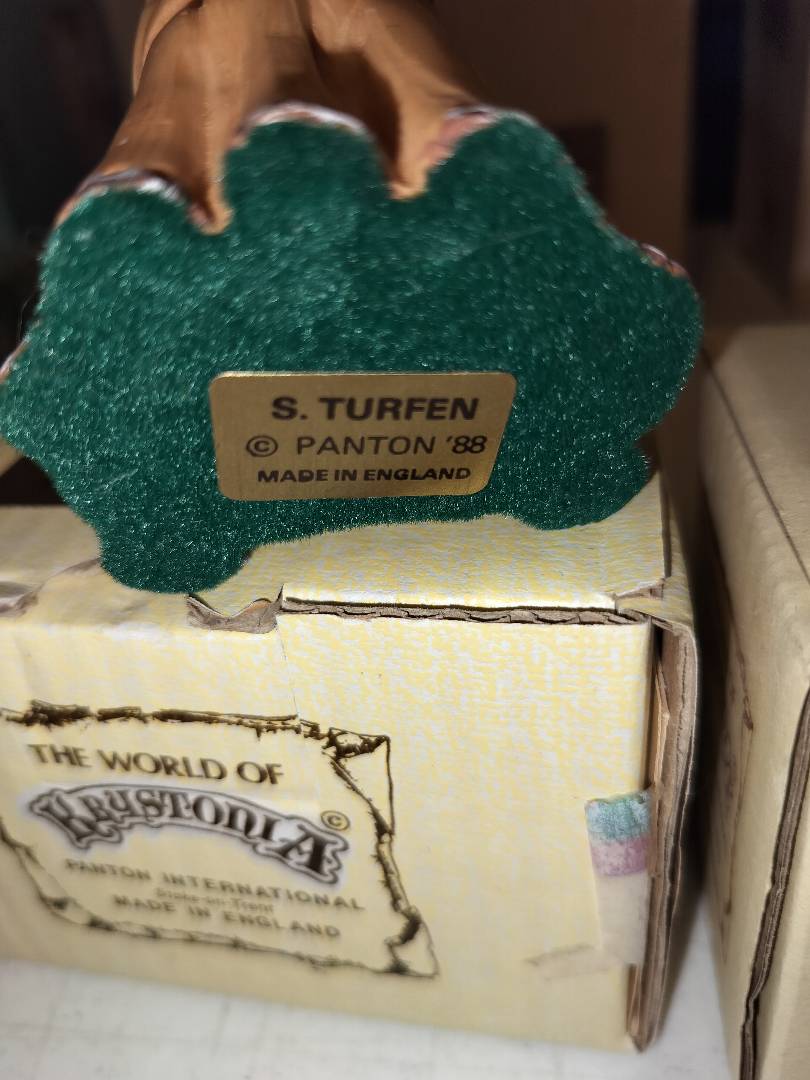 S. TURFEN
© PANTON '88
MADE IN ENGLAND
THE WORLD OF
KRYSTONIA ©
PANTON INTERNATIONAL
Stoke-on-Trent
MADE IN ENGLAND